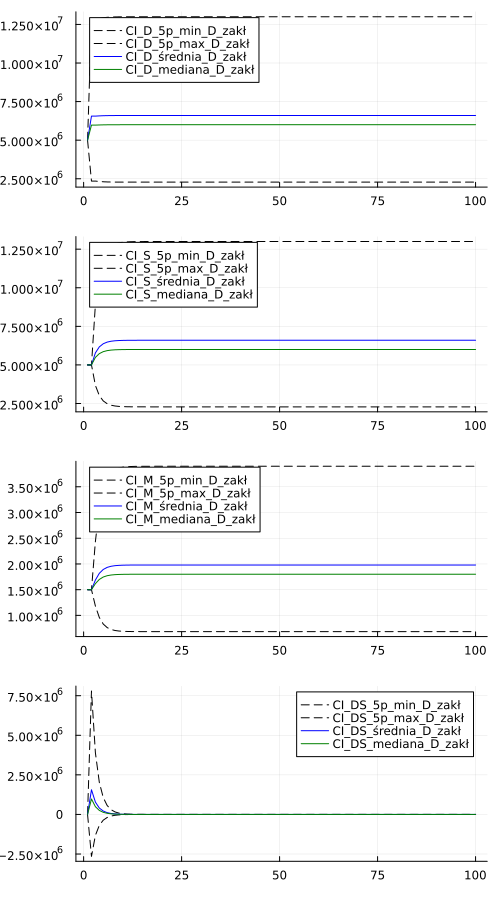 1.250×10⁷
1.000×10⁷
7.500×10⁶
5.000×10⁶
2.500×10⁶
CI_D_5p_min_D_zakł
CI_D_5p_max_D_zakł
CI_D_średnia_D_zakł
CI_D_mediana_D_zakł
0 25 50 75 100
1.250×10⁷
1.000×10⁷
7.500×10⁶
5.000×10⁶
2.500×10⁶
CI_S_5p_min_D_zakł
CI_S_5p_max_D_zakł
CI_S_średnia_D_zakł
CI_S_mediana_D_zakł
0 25 50 75 100
3.50×10⁶
3.00×10⁶
2.50×10⁶
2.00×10⁶
1.50×10⁶
1.00×10⁶
CI_M_5p_min_D_zakł
CI_M_5p_max_D_zakł
CI_M_średnia_D_zakł
CI_M_mediana_D_zakł
0 25 50 75 100
7.50×10⁶
5.00×10⁶
2.50×10⁶
0
−2.50×10⁶
CI_DS_5p_min_D_zakł
CI_DS_5p_max_D_zakł
CI_DS_średnia_D_zakł
CI_DS_mediana_D_zakł
0 25 50 75 100